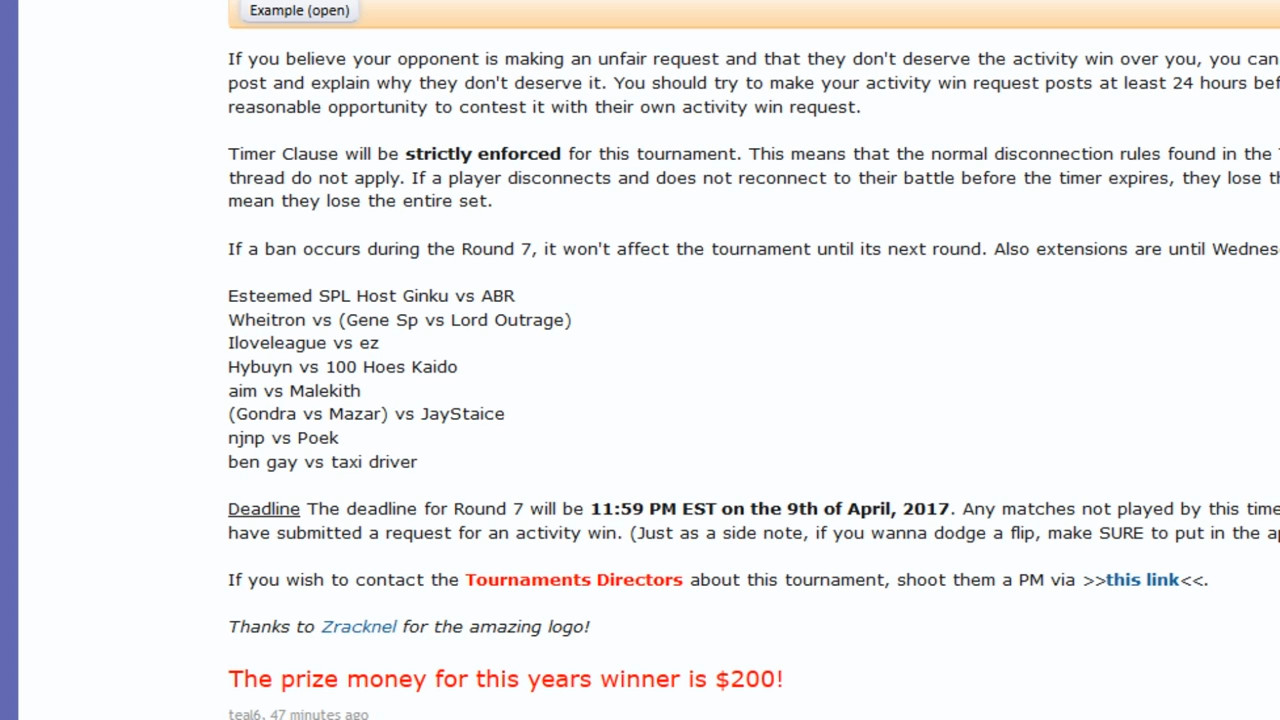 Example (open)
If you believe your opponent is making an unfair request and that they don't deserve the activity win over you, you can
post and explain why they don't deserve it. You should try to make your activity win request posts at least 24 hours bef
reasonable opportunity to contest it with their own activity win request.
Timer Clause will be strictly enforced for this tournament. This means that the normal disconnection rules found in the
thread do not apply. If a player disconnects and does not reconnect to their battle before the timer expires, they lose th
mean they lose the entire set.
If a ban occurs during the Round 7, it won't affect the tournament until its next round. Also extensions are until Wednes
Esteemed SPL Host Ginku vs ABR
Wheitron vs (Gene Sp vs Lord Outrage)
Iloveleague vs ez
Hybuyn vs 100 Hoes Kaido
aim vs Malekith
(Gondra vs Mazar) vs JayStaice
njnp vs Poek
ben gay vs taxi driver
Deadline The deadline for Round 7 will be 11:59 PM EST on the 9th of April, 2017. Any matches not played by this time
have submitted a request for an activity win. (Just as a side note, if you wanna dodge a flip, make SURE to put in the a
If you wish to contact the Tournaments Directors about this tournament, shoot them a PM via >>this link<<.
Thanks to Zracknel for the amazing logo!
The prize money for this years winner is $200!
teal6, 47 minutes ago